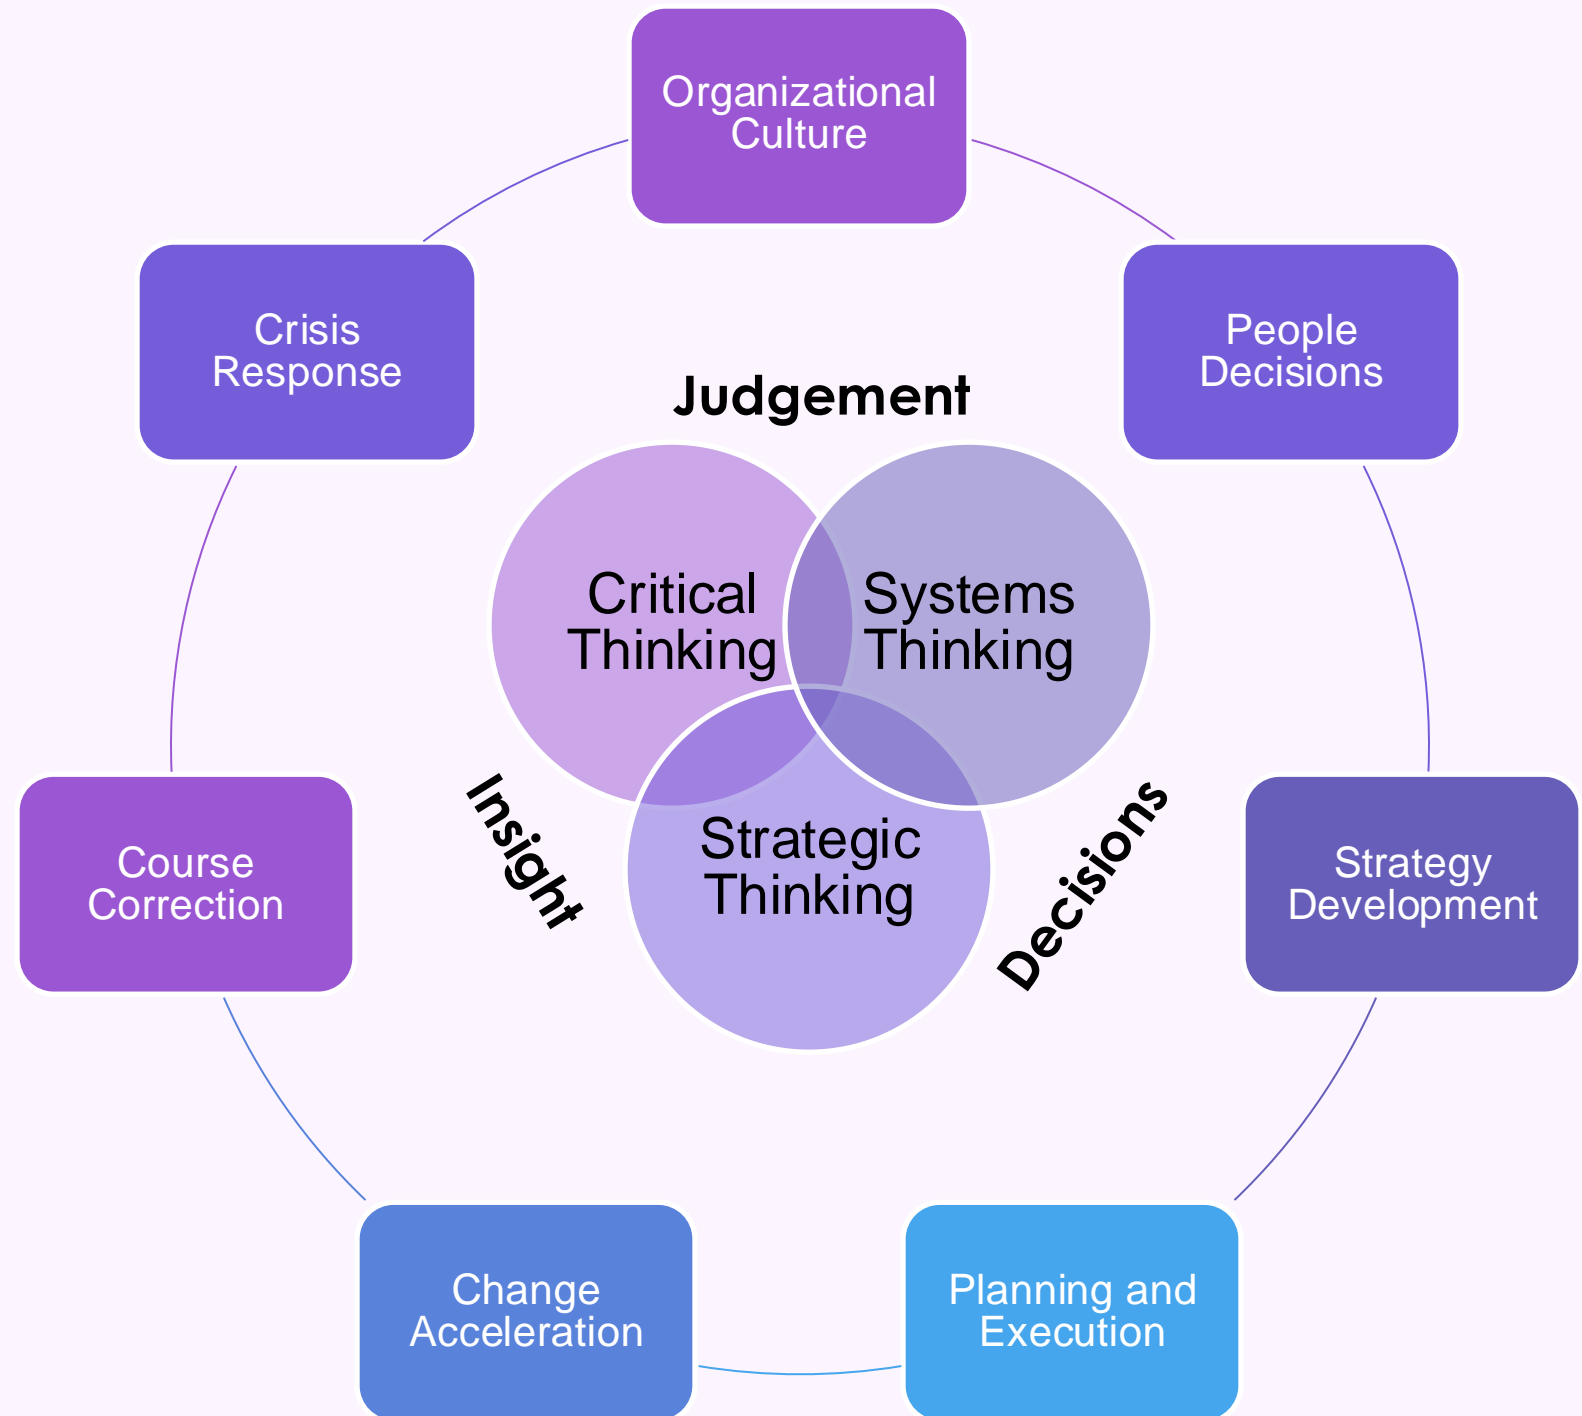 Organizational
Culture
People
Decisions
Strategy
Development
Planning and
Execution
Change
Acceleration
Course
Correction
Crisis
Response
Judgement
Critical
Thinking
Systems
Thinking
Strategic
Thinking
Insight
Decisions